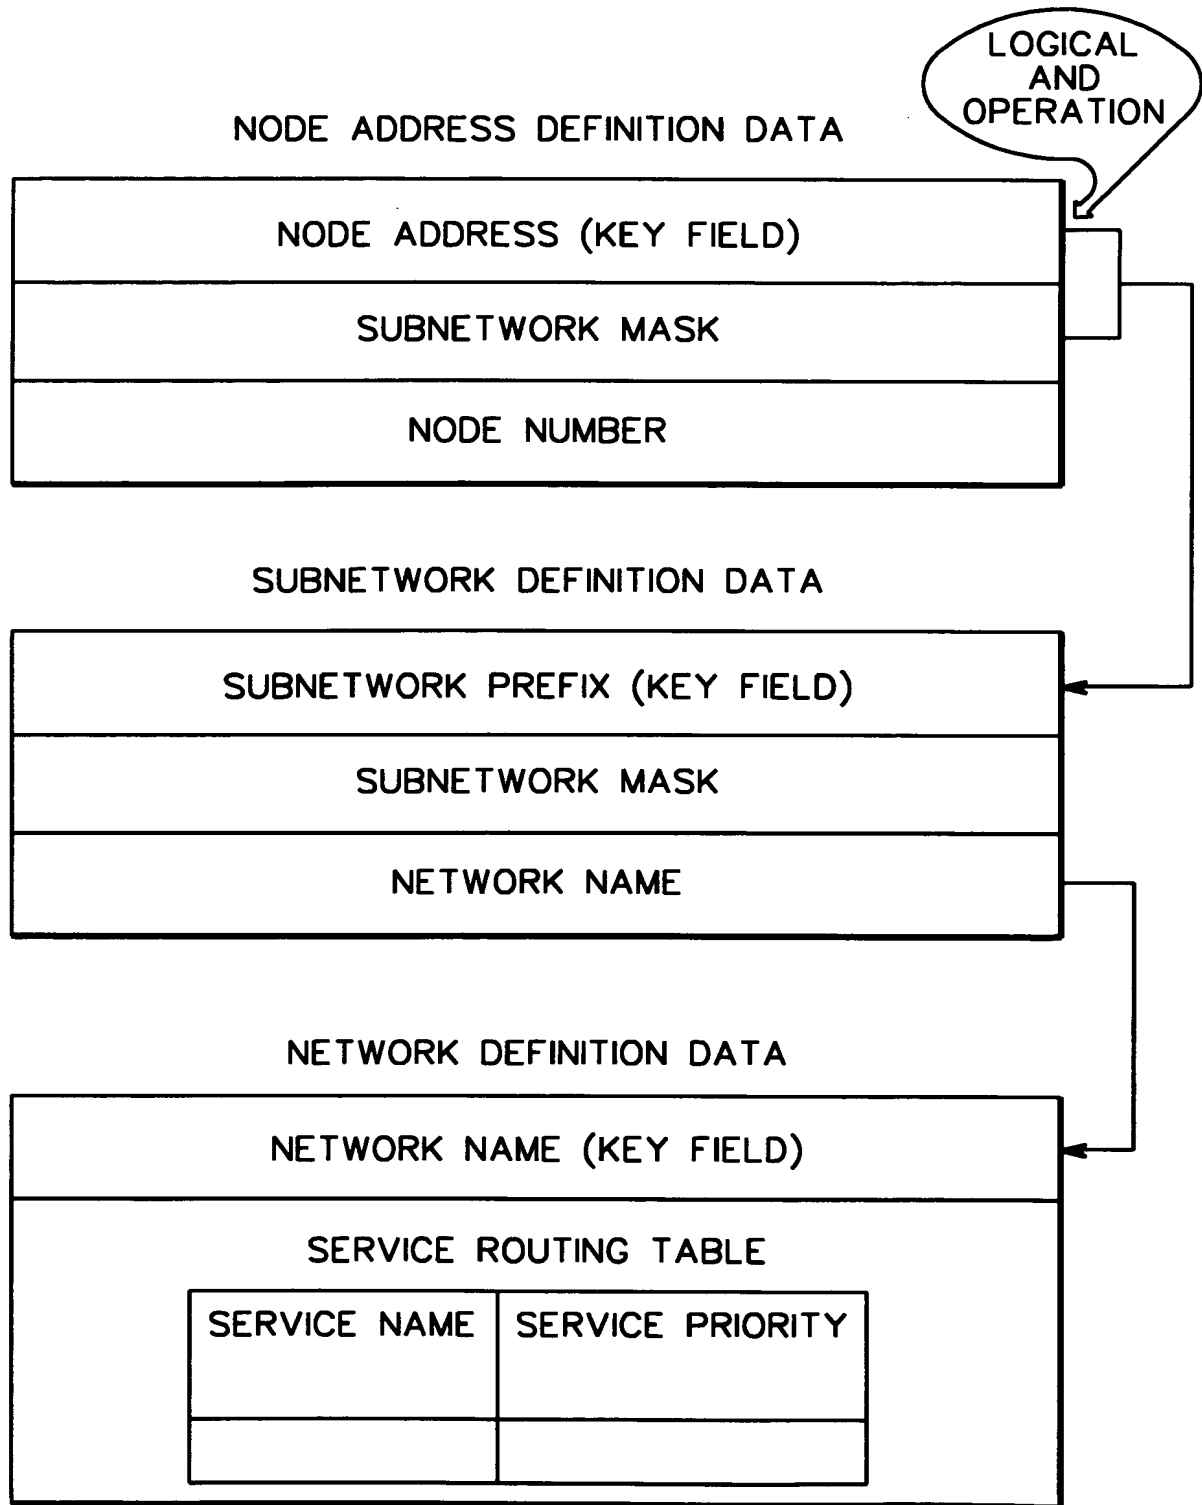 LOGICAL
AND
OPERATION
NODE ADDRESS DEFINITION DATA
NODE ADDRESS (KEY FIELD)
SUBNETWORK MASK
NODE NUMBER
SUBNETWORK DEFINITION DATA
SUBNETWORK PREFIX (KEY FIELD)
SUBNETWORK MASK
NETWORK NAME
NETWORK DEFINITION DATA
NETWORK NAME (KEY FIELD)
SERVICE ROUTING TABLE
SERVICE NAME
SERVICE PRIORITY